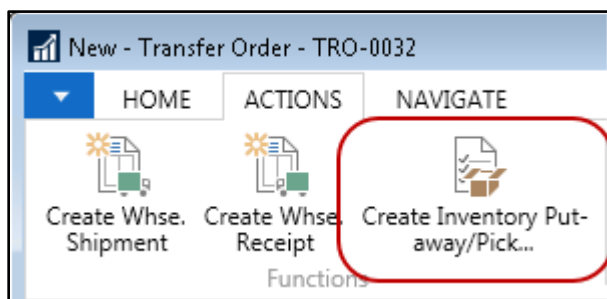 New - Transfer Order - TRO-0032
HOME ACTIONS NAVIGATE
Create Whse. Shipment
Create Whse. Receipt
Create Inventory Put-
away/Pick...
Functions